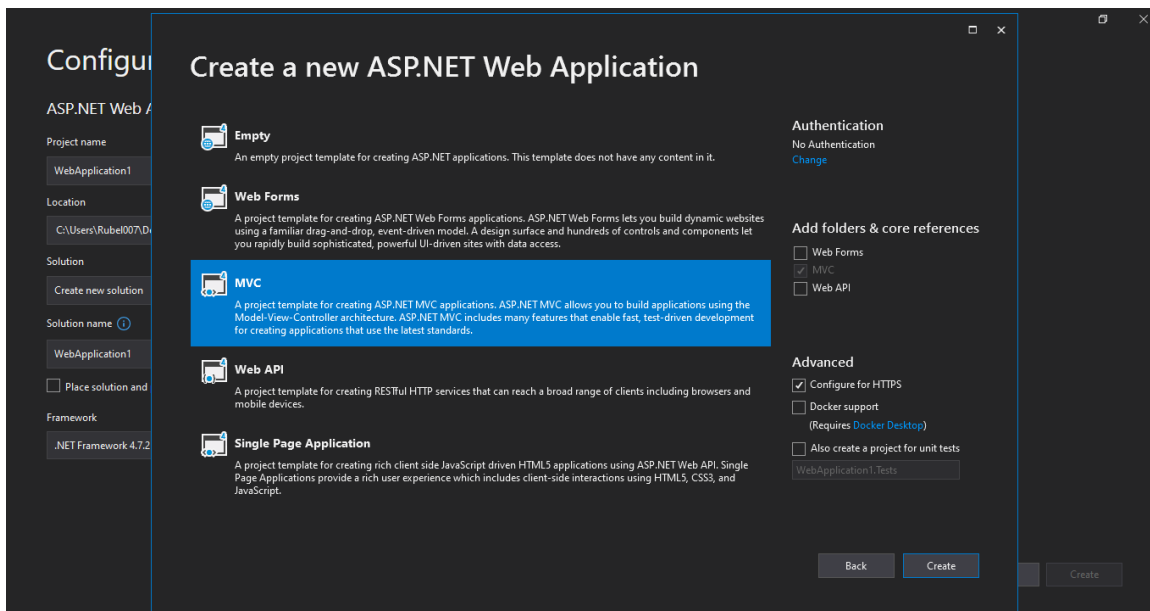 Create a new ASP.NET Web Application
Empty
An empty project template for creating ASP.NET applications. This template does not have any content in it.
Web Forms
A project template for creating ASP.NET Web Forms applications. ASP.NET Web Forms lets you build dynamic websites
using a familiar drag-and-drop, event-driven model. A design surface and hundreds of controls and components let
you rapidly build sophisticated, powerful UI-driven sites with data access.
MVC
A project template for creating ASP.NET MVC applications. ASP.NET MVC allows you to build applications using the
Model-View-Controller architecture. ASP.NET MVC includes many features that enable fast, test-driven development
for creating applications that use the latest standards.
Web API
A project template for creating RESTful HTTP services that can reach a broad range of clients including browsers and
mobile devices.
Single Page Application
A project template for creating rich client side JavaScript driven HTML5 applications using ASP.NET Web API. Single
Page Applications provide a rich user experience which includes client-side interactions using HTML5, CSS3, and
JavaScript.
Authentication
No Authentication
Change
Add folders & core references
Web Forms
MVC
Web API
Advanced
Configure for HTTPS
Docker support
(Requires Docker Desktop)
Also create a project for unit tests
WebApplication1.Tests
Back
Create
ASP.NET Web
Project name
WebApplication1
Location
C:\Users\Rubel007\
Solution
Create new solution
Solution name
WebApplication1
Place solution and
Framework
.NET Framework 4.7.2
Create